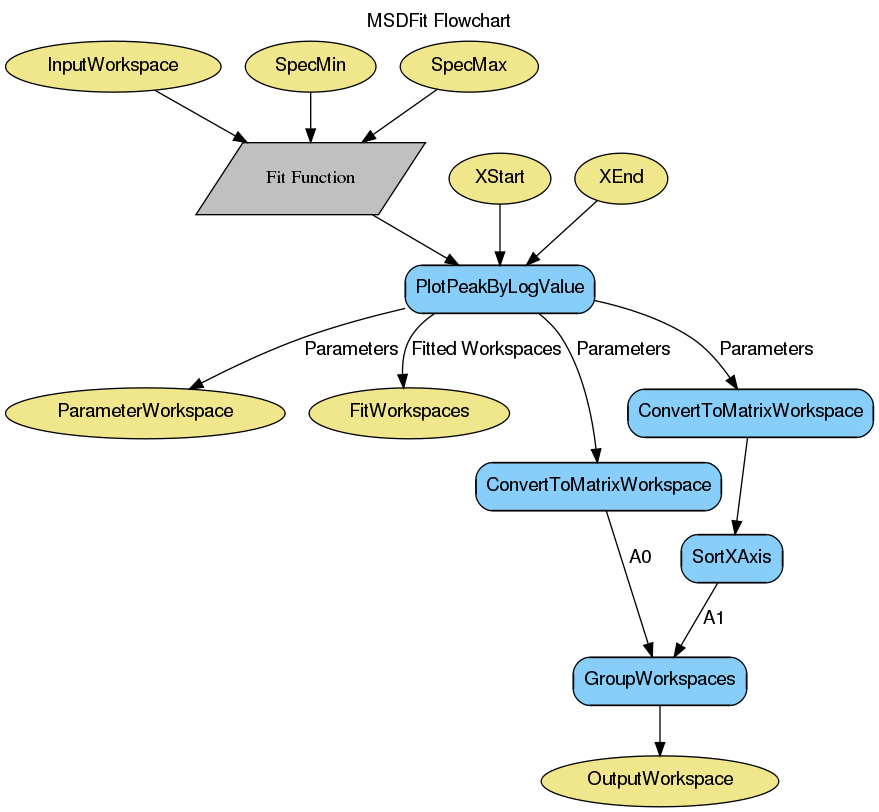 MSDFit Flowchart
InputWorkspace
SpecMin
SpecMax
Fit Function
XStart
XEnd
PlotPeakByLogValue
Parameters
Fitted Workspaces
Parameters
Parameters
ParameterWorkspace
FitWorkspaces
ConvertToMatrixWorkspace
ConvertToMatrixWorkspace
A0
SortXAxis
A1
GroupWorkspaces
OutputWorkspace